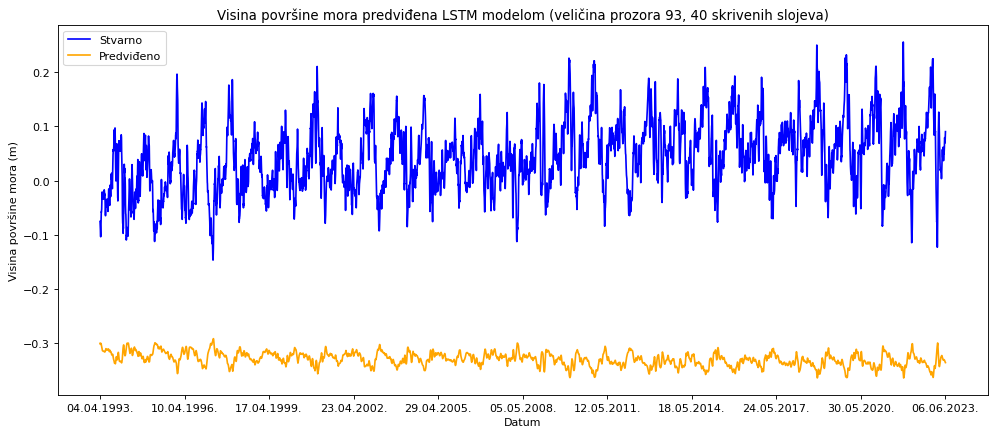 Visina površine mora predviđena LSTM modelom (veličina prozora 93, 40 skrivenih slojeva)
Stvarno
Predviđeno
Visina površine mora (m)
0.2
0.1
0.0
−0.1
−0.2
−0.3
04.04.1993. 10.04.1996. 17.04.1999. 23.04.2002. 29.04.2005. 05.05.2008. 12.05.2011. 18.05.2014. 24.05.2017. 30.05.2020. 06.06.2023.
Datum